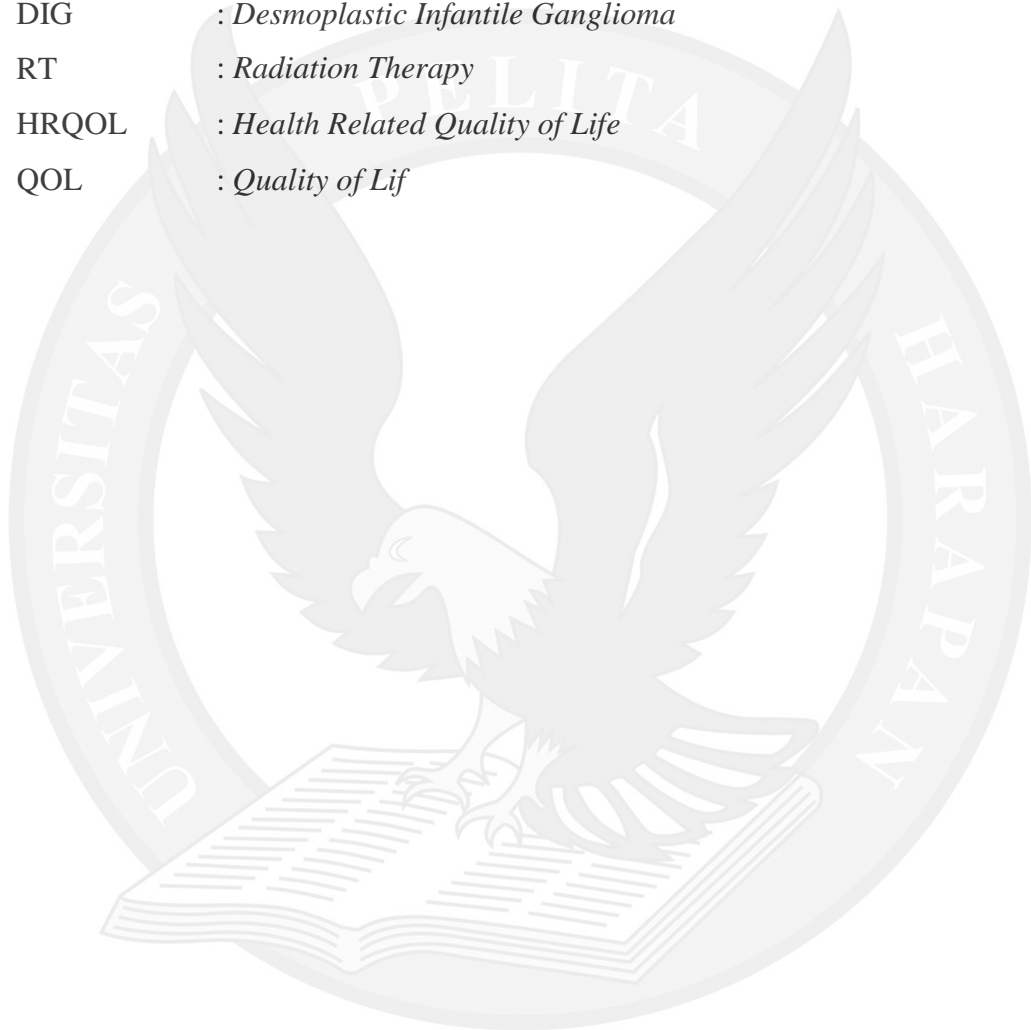 DIG : Desmoplastic Infantile Ganglioma
RT : Radiation Therapy
HRQOL : Health Related Quality of Life
QOL : Quality of Lif
UNIVERSITAS PELITA HARAPAN